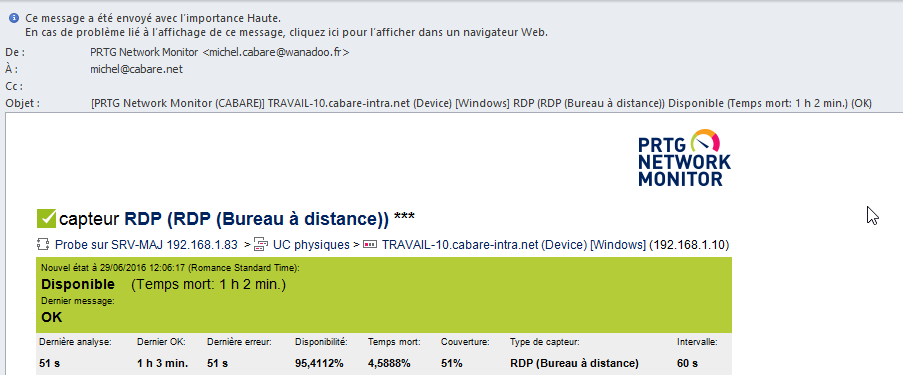 Ce message a été envoyé avec l'importance Haute.
En cas de problème lié à l'affichage de ce message, cliquez ici pour l'afficher dans un navigateur Web.
De : PRTG Network Monitor <michel.cabare@wanadoo.fr>
À : michel@cabare.net
Cc :
Objet : [PRTG Network Monitor (CABARE)] TRAVAIL-10.cabare-intra.net (Device) [Windows] RDP (RDP (Bureau à distance)) Disponible (Temps mort: 1 h 2 min.) (OK)
PRTG
NETWORK
MONITOR
capteur RDP (RDP (Bureau à distance)) ***
Probe sur SRV-MAJ 192.168.1.83 > UC physiques > TRAVAIL-10.cabare-intra.net (Device) [Windows] (192.168.1.10)
Nouvel état à 29/06/2016 12:06:17 (Romance Standard Time):
Disponible (Temps mort: 1 h 2 min.)
Dernier message:
OK
Dernière analyse: Dernier OK: Dernière erreur: Disponibilité: Temps mort: Couverture: Type de capteur: Intervalle:
51 s 1 h 3 min. 51 s 95,4112% 4,5888% 51% RDP (Bureau à distance) 60 s